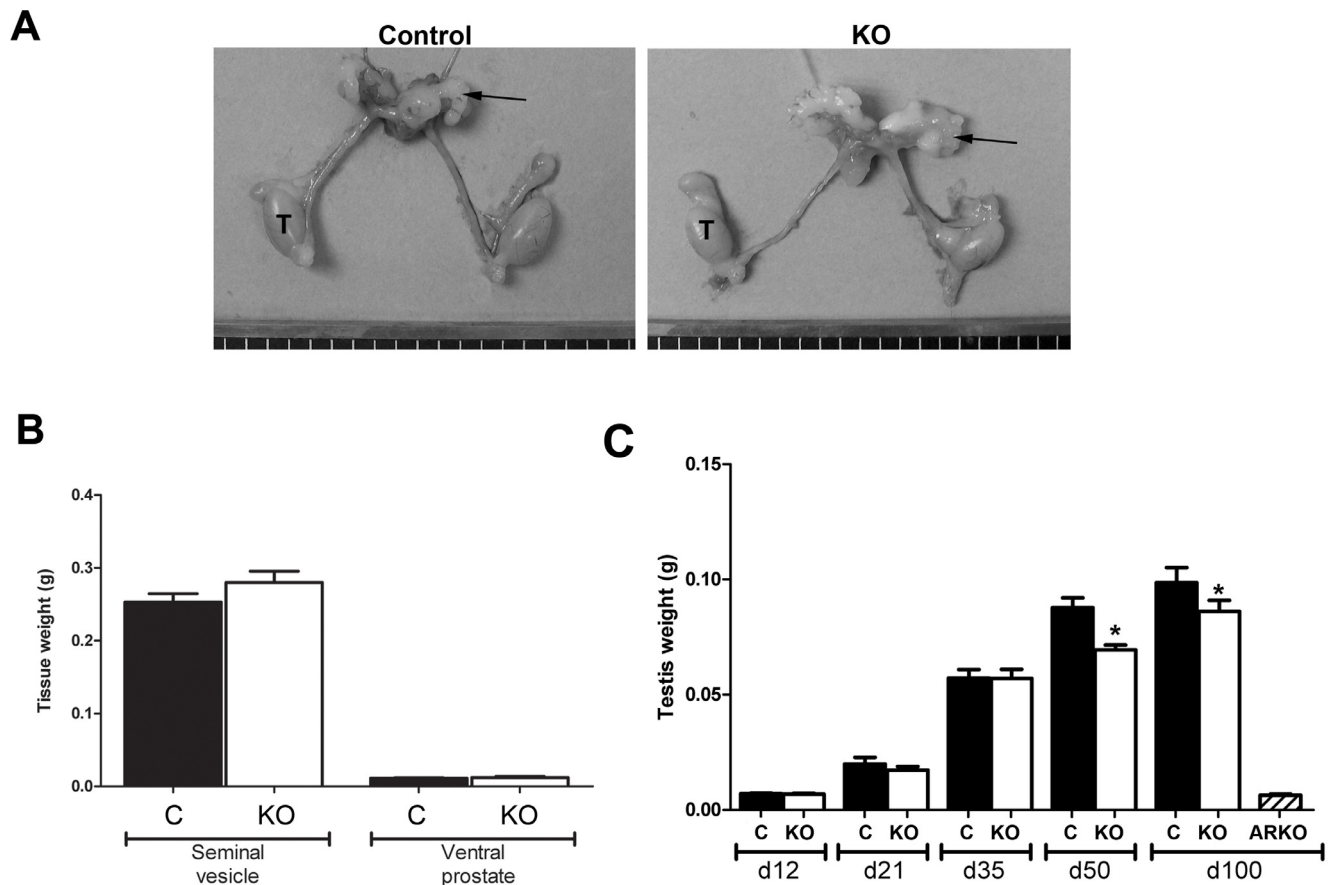 A
Control KO
T T
B
Tissue weight (g)
0.4
0.3
0.2
0.1
0.0
C KO C KO
Seminal vesicle
Ventral prostate
C
Testis weight (g)
0.15
0.10
0.05
0.00
* *
C KO C KO C KO C KO C KO ARKO
d12 d21 d35 d50 d100